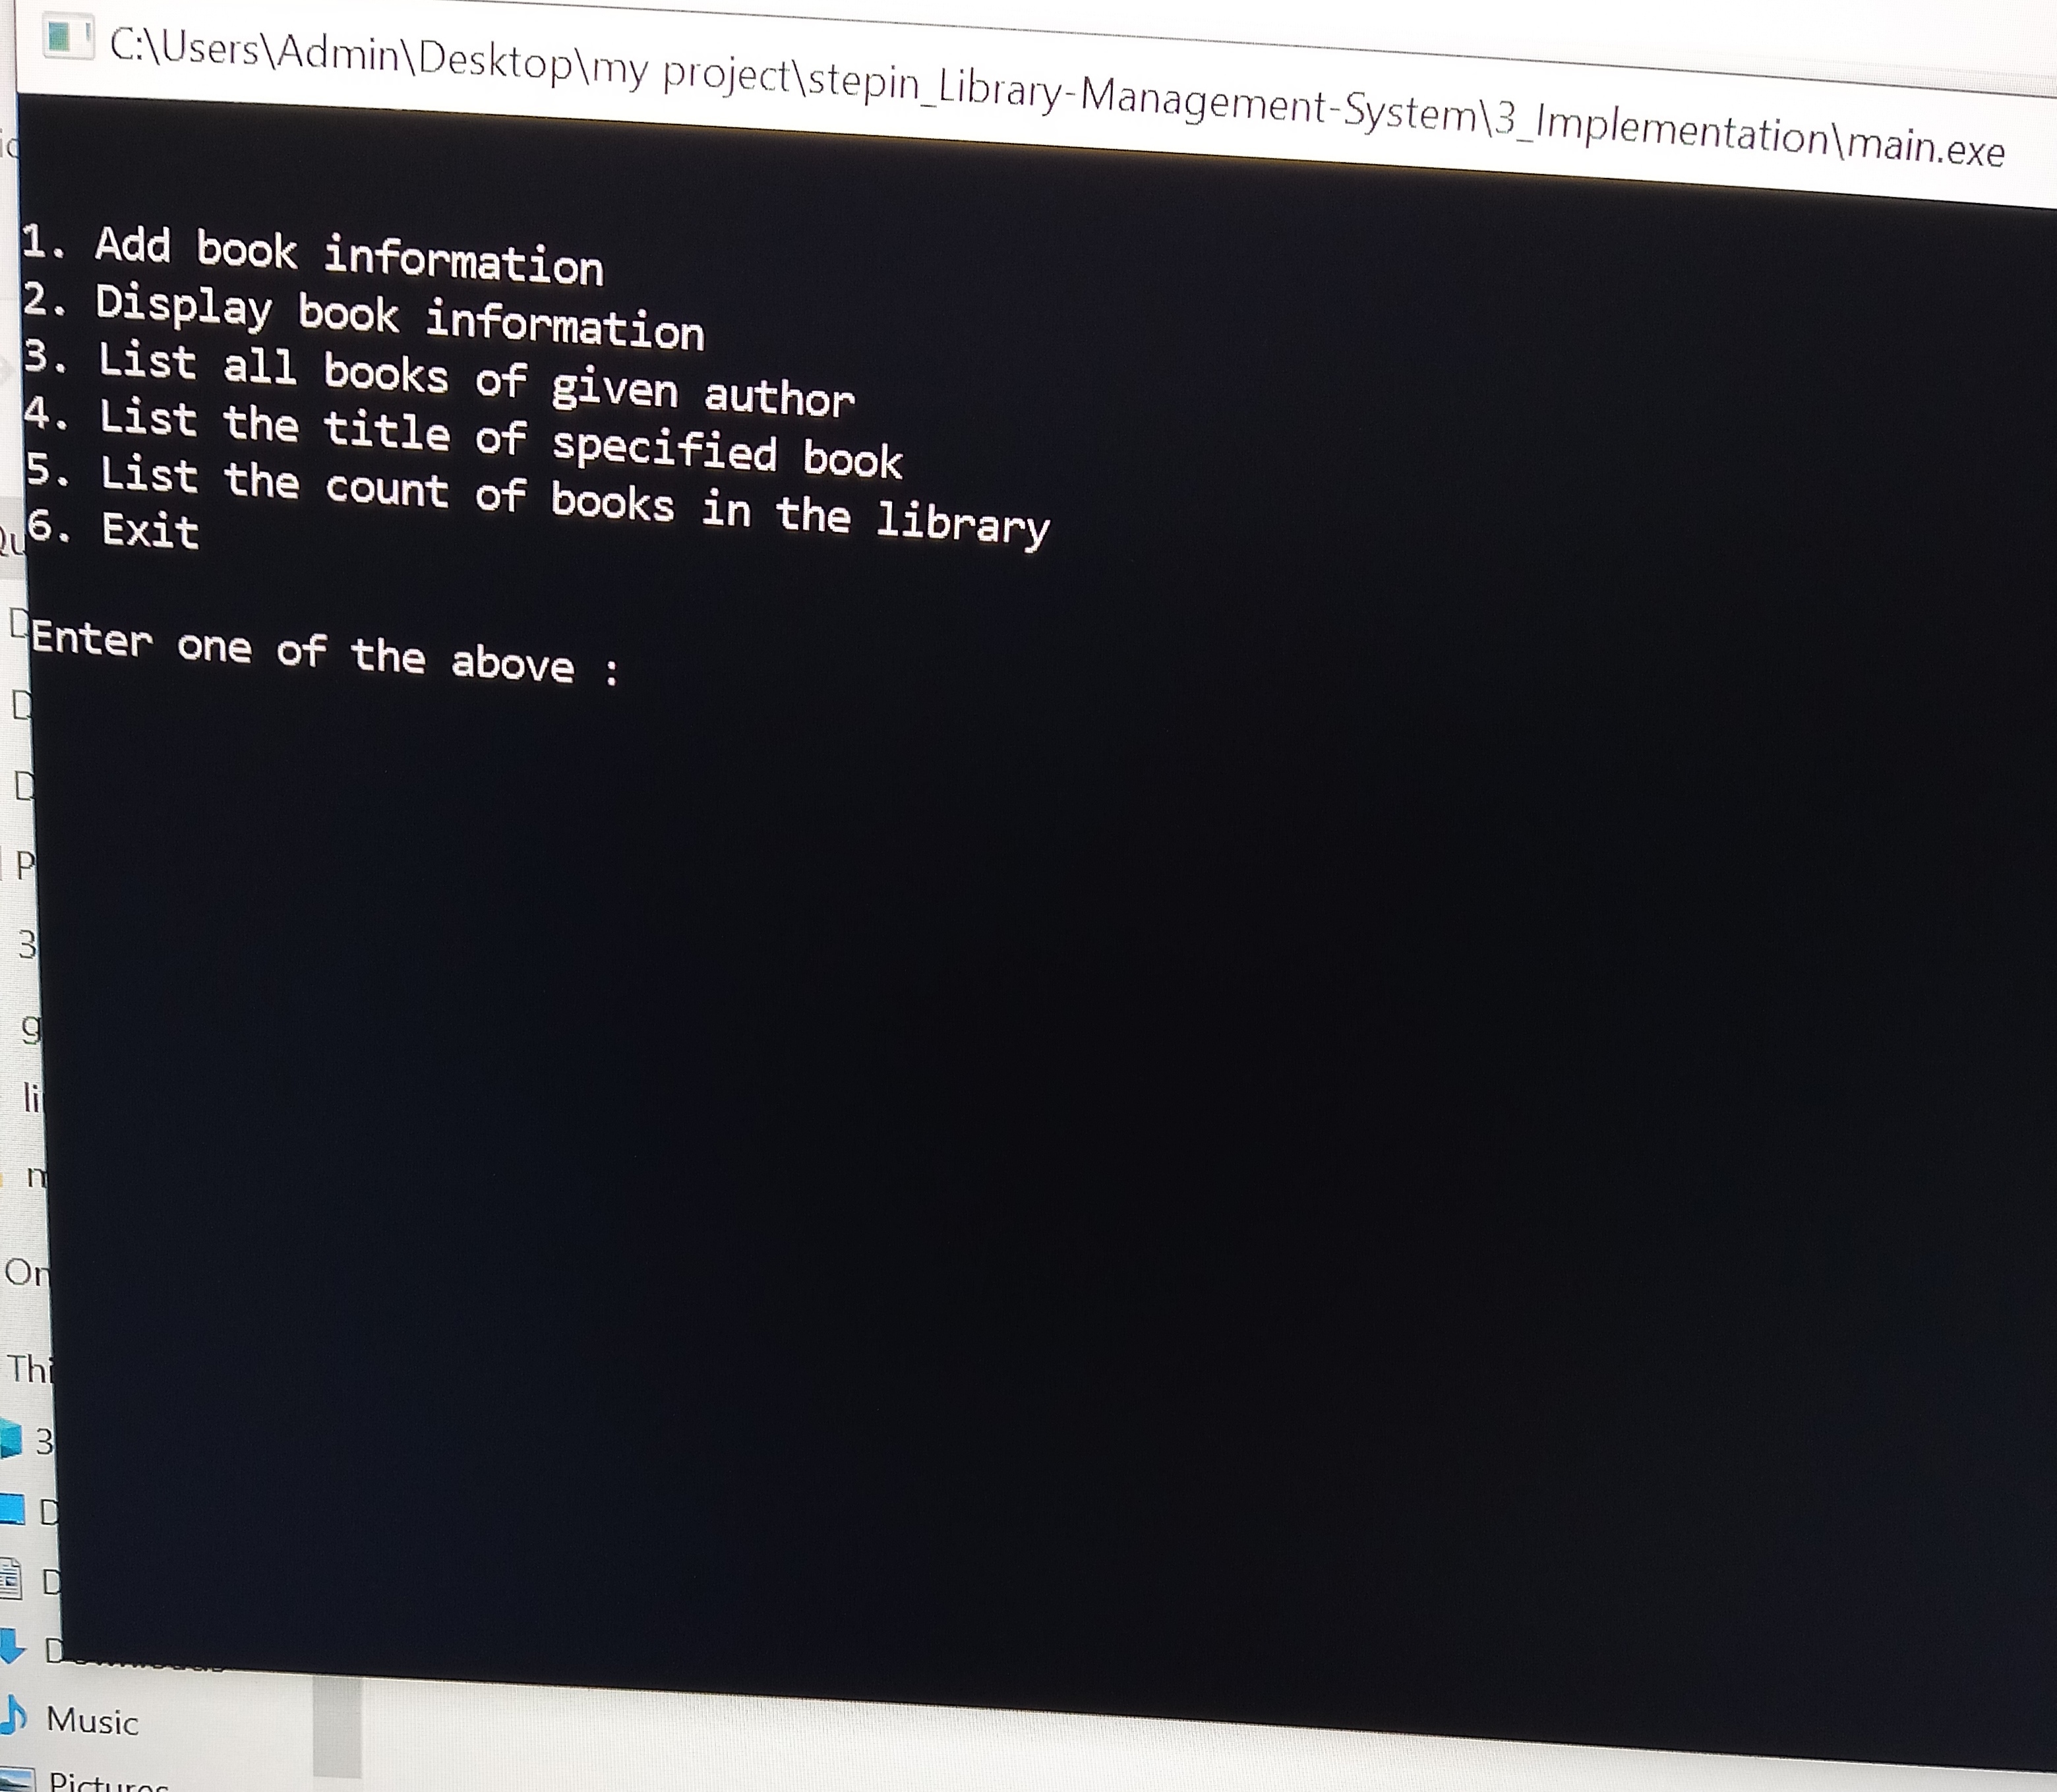 C:\Users\Admin\Desktop\my project\stepin_Library-Management-System\3_Implementation\main.exe
1. Add book information
2. Display book information
3. List all books of given author
4. List the title of specified book
5. List the count of books in the library
6. Exit
Enter one of the above :
Music
Pictures